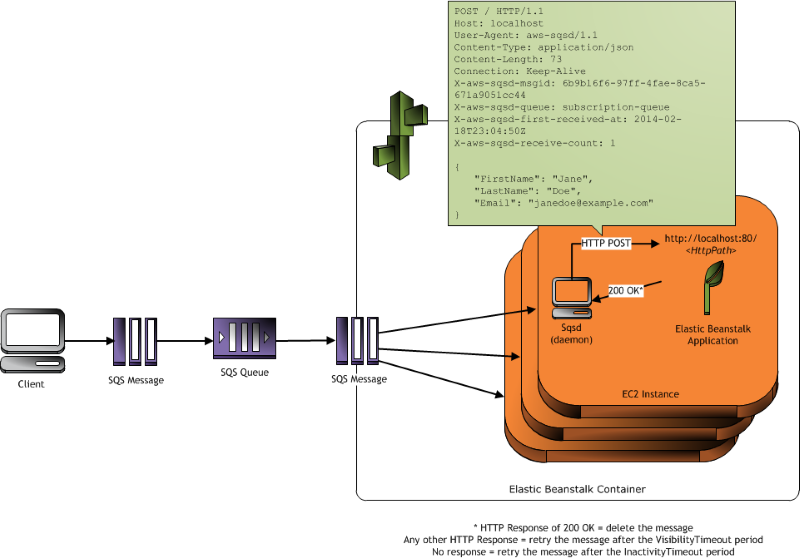 POST / HTTP/1.1
Host: localhost
User-Agent: aws-sqsd/1.1
Content-Type: application/json
Content-Length: 73
Connection: Keep-Alive
X-aws-sqsd-msgid: 6b9b16f6-97ff-4fae-8ca5-
671a9051cc44
X-aws-sqsd-queue: subscription-queue
X-aws-sqsd-first-received-at: 2014-02-
18T23:04:50Z
X-aws-sqsd-receive-count: 1
{
"FirstName": "Jane",
"LastName": "Doe",
"Email": "janedoe@example.com"
}
HTTP POST
http://localhost:80/
<HttpPath>
200 OK*
Sqsd
(daemon)
Elastic Beanstalk
Application
EC2 Instance
Client
SQS Message
SQS Queue
SQS Message
Elastic Beanstalk Container
* HTTP Response of 200 OK = delete the message
Any other HTTP Response = retry the message after the VisibilityTimeout period
No response = retry the message after the InactivityTimeout period